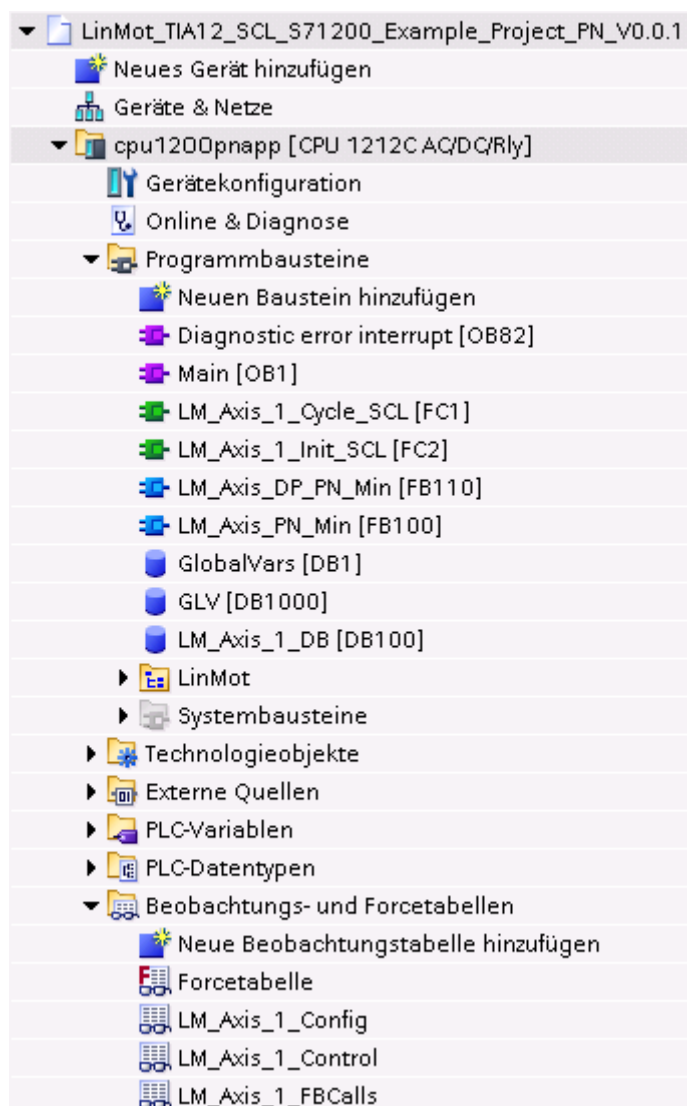 LinMot_TIA12_SCL_S71200_Example_Project_PN_V0.0.1
Neues Gerät hinzufügen
Geräte & Netze
cpu1200pnapp [CPU 1212C AC/DC/Rly]
Gerätekonfiguration
Online & Diagnose
Programmbausteine
Neuen Baustein hinzufügen
Diagnostic error interrupt [OB82]
Main [OB1]
LM_Axis_1_Cycle_SCL [FC1]
LM_Axis_1_Init_SCL [FC2]
LM_Axis_DP_PN_Min [FB110]
LM_Axis_PN_Min [FB100]
GlobalVars [DB1]
GLV [DB1000]
LM_Axis_1_DB [DB100]
LinMot
Systembausteine
Technologieobjekte
Externe Quellen
PLC-Variablen
PLC-Datentypen
Beobachtungs- und Forcetabellen
Neue Beobachtungstabelle hinzufügen
Forcetabelle
LM_Axis_1_Config
LM_Axis_1_Control
LM_Axis_1_FBCalls